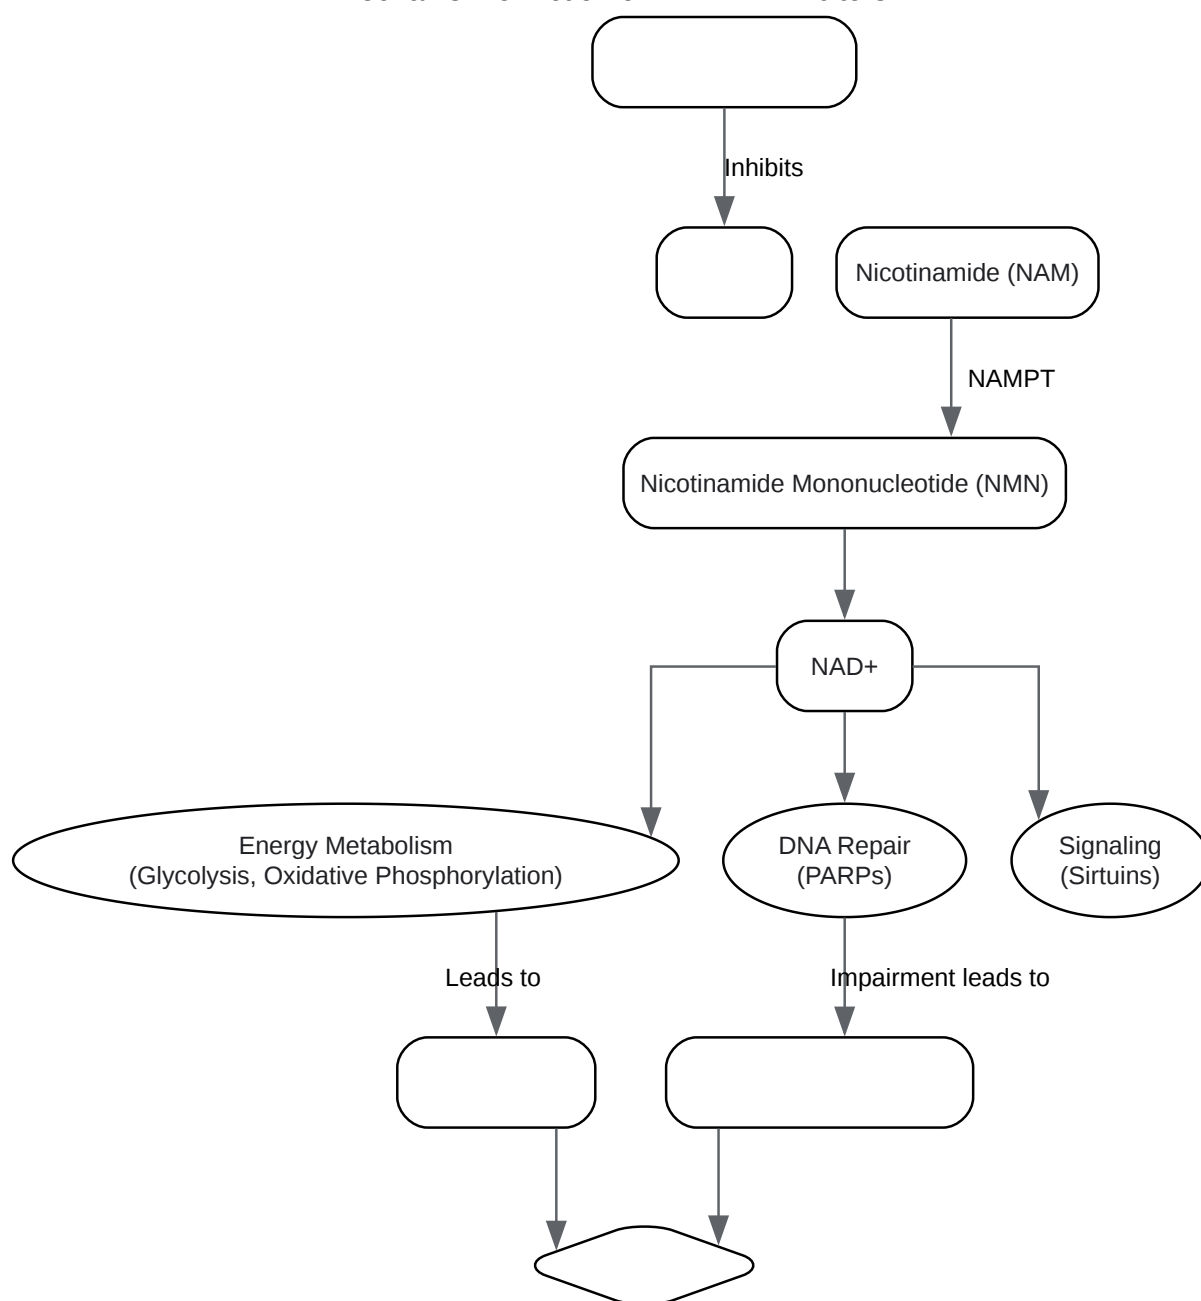 Inhibits
Nicotinamide (NAM)
NAMPT
Nicotinamide Mononucleotide (NMN)
NAD+
Energy Metabolism
(Glycolysis, Oxidative Phosphorylation)
DNA Repair
(PARPs)
Signaling
(Sirtuins)
Leads to
Impairment leads to